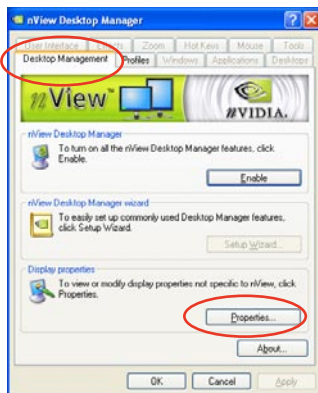 nView Desktop Manager
User Interface Effects Zoom Hot Keys Mouse Tools
Desktop Management Profiles Windows Applications Desktops
nView NVIDIA.
nView Desktop Manager
To turn on all the nView Desktop Manager features, click
Enable.
Enable
nView Desktop Manager wizard
To easily set up commonly used Desktop Manager features,
click Setup Wizard.
Setup Wizard...
Display properties
To view or modify display properties not specific to nView, click
Properties.
Properties...
About...
OK Cancel Apply